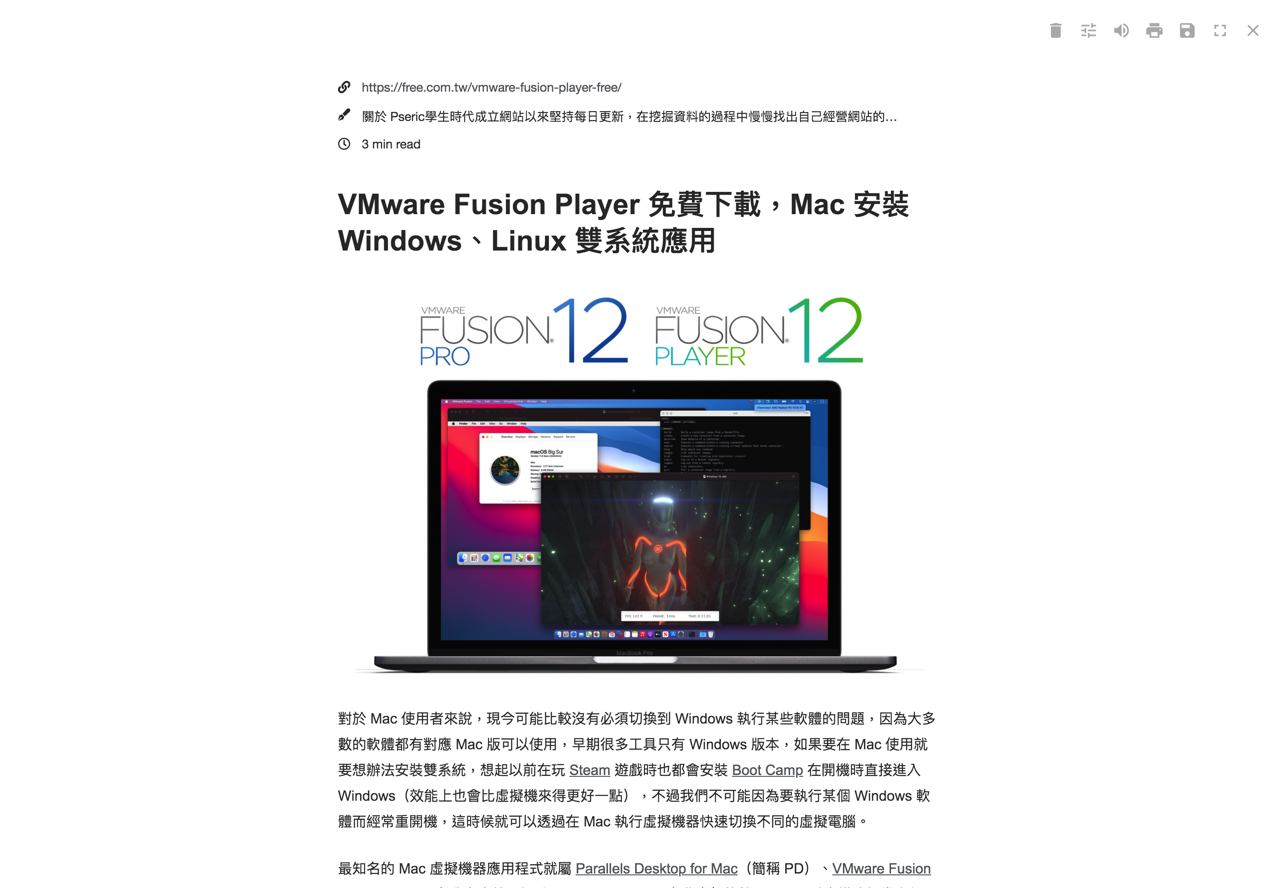 https://free.com.tw/vmware-fusion-player-free/
關於 Pseric學生時代成立網站以來堅持每日更新，在挖掘資料的過程中慢慢找出自己經營網站的…
3 min read
VMware Fusion Player 免費下載，Mac 安裝
Windows、Linux 雙系統應用
VMWARE
FUSION® 12
PRO
VMWARE
FUSION® 12
PLAYER
macOS Big Sur
MacBook Pro
對於 Mac 使用者來說，現今可能比較沒有必須切換到 Windows 執行某些軟體的問題，因為大多
數的軟體都有對應 Mac 版可以使用，早期很多工具只有 Windows 版本，如果要在 Mac 使用就
要想辦法安裝雙系統，想起以前在玩 Steam 遊戲時也都會安裝 Boot Camp 在開機時直接進入
Windows（效能上也會比虛擬機來得更好一點），不過我們不可能因為要執行某個 Windows 軟
體而經常重開機，這時候就可以透過在 Mac 執行虛擬機器快速切換不同的虛擬電腦。
最知名的 Mac 虛擬機器應用程式就屬 Parallels Desktop for Mac（簡稱 PD）、VMware Fusion